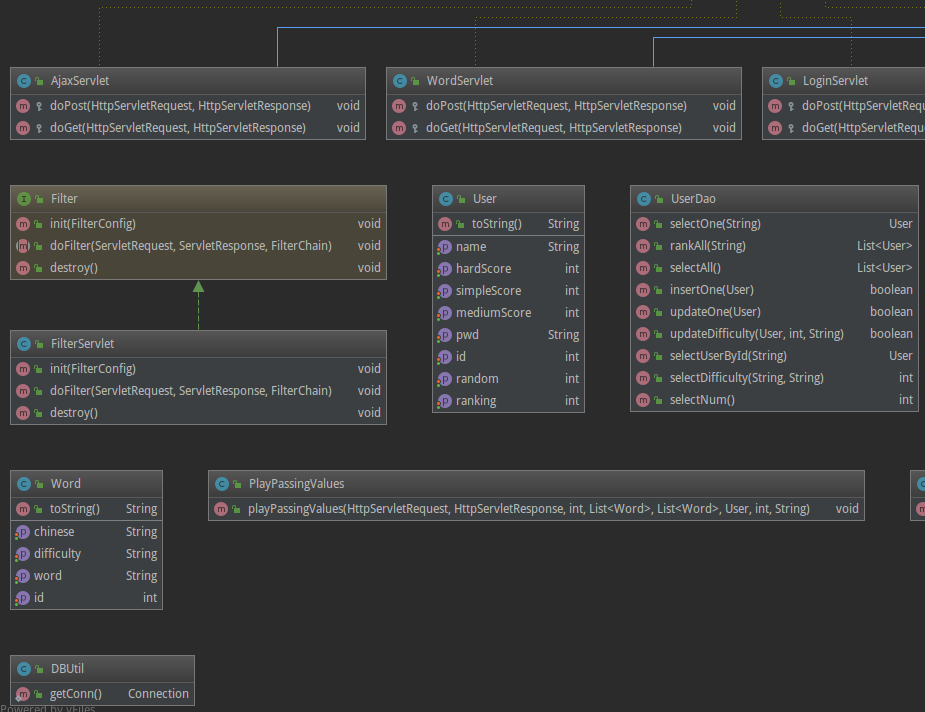 AjaxServlet
doPost(HttpServletRequest, HttpServletResponse) void
doGet(HttpServletRequest, HttpServletResponse) void
WordServlet
doPost(HttpServletRequest, HttpServletResponse) void
doGet(HttpServletRequest, HttpServletResponse) void
LoginServlet
doPost(HttpServletRequ
doGet(HttpServletReque
Filter
init(FilterConfig) void
doFilter(ServletRequest, ServletResponse, FilterChain) void
destroy() void
FilterServlet
init(FilterConfig) void
doFilter(ServletRequest, ServletResponse, FilterChain) void
destroy() void
User
toString() String
name String
hardScore int
simpleScore int
mediumScore int
pwd String
id int
random int
ranking int
UserDao
selectOne(String) User
rankAll(String) List<User>
selectAll() List<User>
insertOne(User) boolean
updateOne(User) boolean
updateDifficulty(User, int, String) boolean
selectUserById(String) User
selectDifficulty(String, String) int
selectNum() int
Word
toString() String
chinese String
difficulty String
word String
id int
PlayPassingValues
playPassingValues(HttpServletRequest, HttpServletResponse, int, List<Word>, List<Word>, User, int, String) void
DBUtil
getConn() Connection
Powered by yFiles